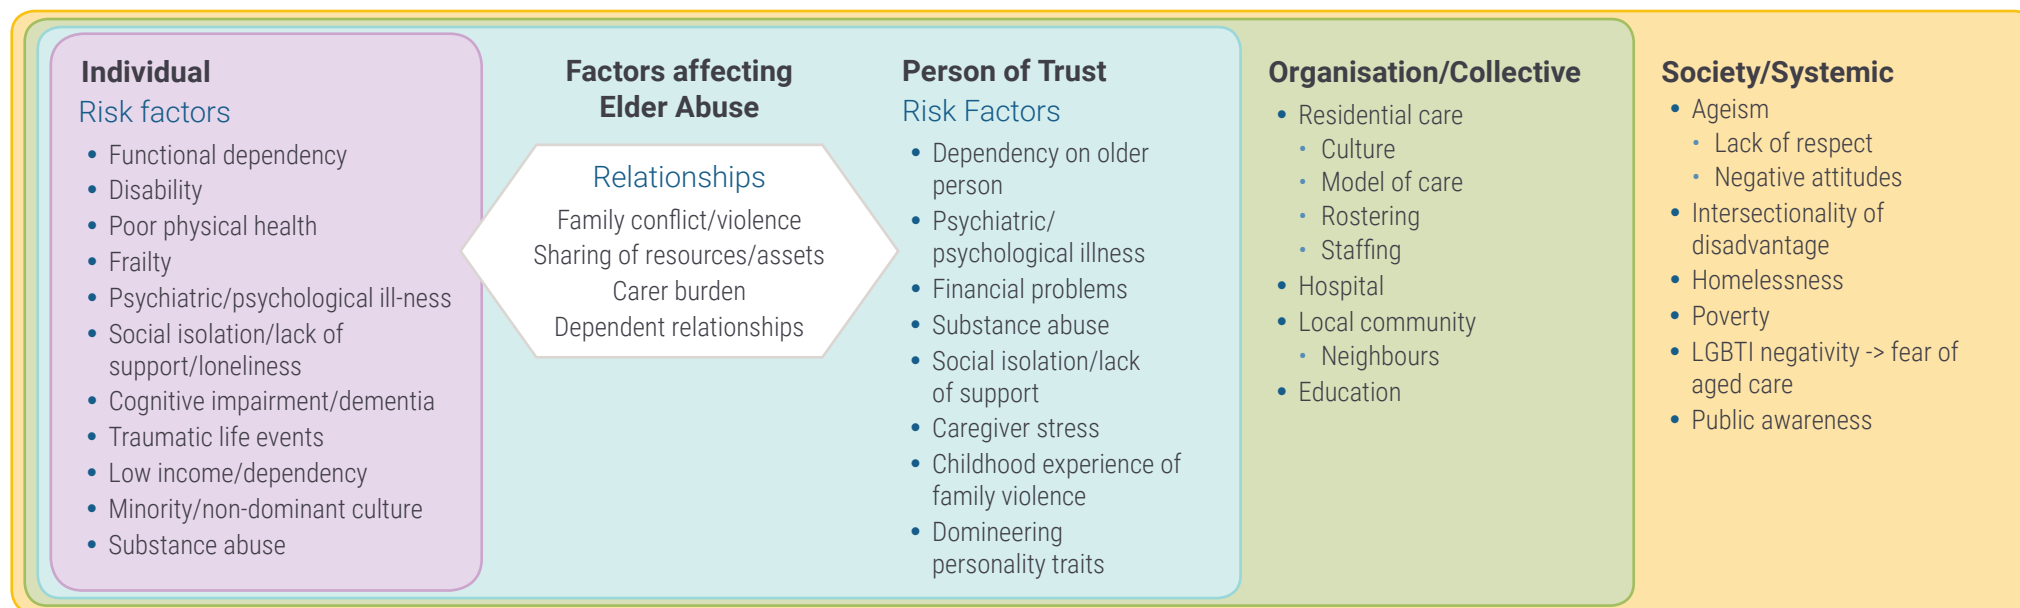 Individual
Risk factors
• Functional dependency
• Disability
• Poor physical health
• Frailty
• Psychiatric/psychological ill-ness
• Social isolation/lack of
support/loneliness
• Cognitive impairment/dementia
• Traumatic life events
• Low income/dependency
• Minority/non-dominant culture
• Substance abuse
Factors affecting
Elder Abuse
Relationships
Family conflict/violence
Sharing of resources/assets
Carer burden
Dependent relationships
Person of Trust
Risk Factors
• Dependency on older
person
• Psychiatric/
psychological illness
• Financial problems
• Substance abuse
• Social isolation/lack
of support
• Caregiver stress
• Childhood experience of
family violence
• Domineering
personality traits
Organisation/Collective
• Residential care
• Culture
• Model of care
• Rostering
• Staffing
• Hospital
• Local community
• Neighbours
• Education
Society/Systemic
• Ageism
• Lack of respect
• Negative attitudes
• Intersectionality of
disadvantage
• Homelessness
• Poverty
• LGBTI negativity -> fear of
aged care
• Public awareness